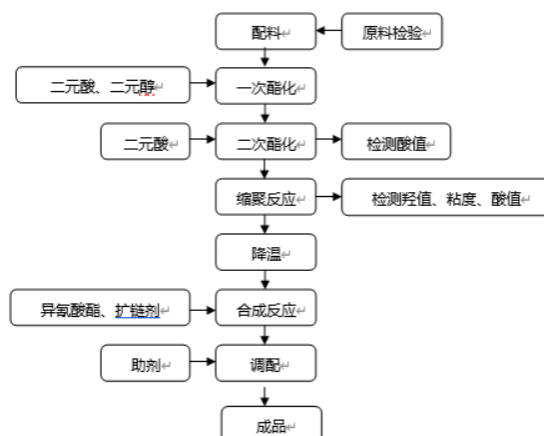 配料↵
原料检验↵
二元酸、二元醇↵
一次酯化↵
二元酸↵
二次酯化↵
检测酸值↵
缩聚反应↵
检测羟值、粘度、酸值↵
降温↵
异氰酸酯、扩链剂↵
合成反应↵
助剂↵
调配↵
成品↵